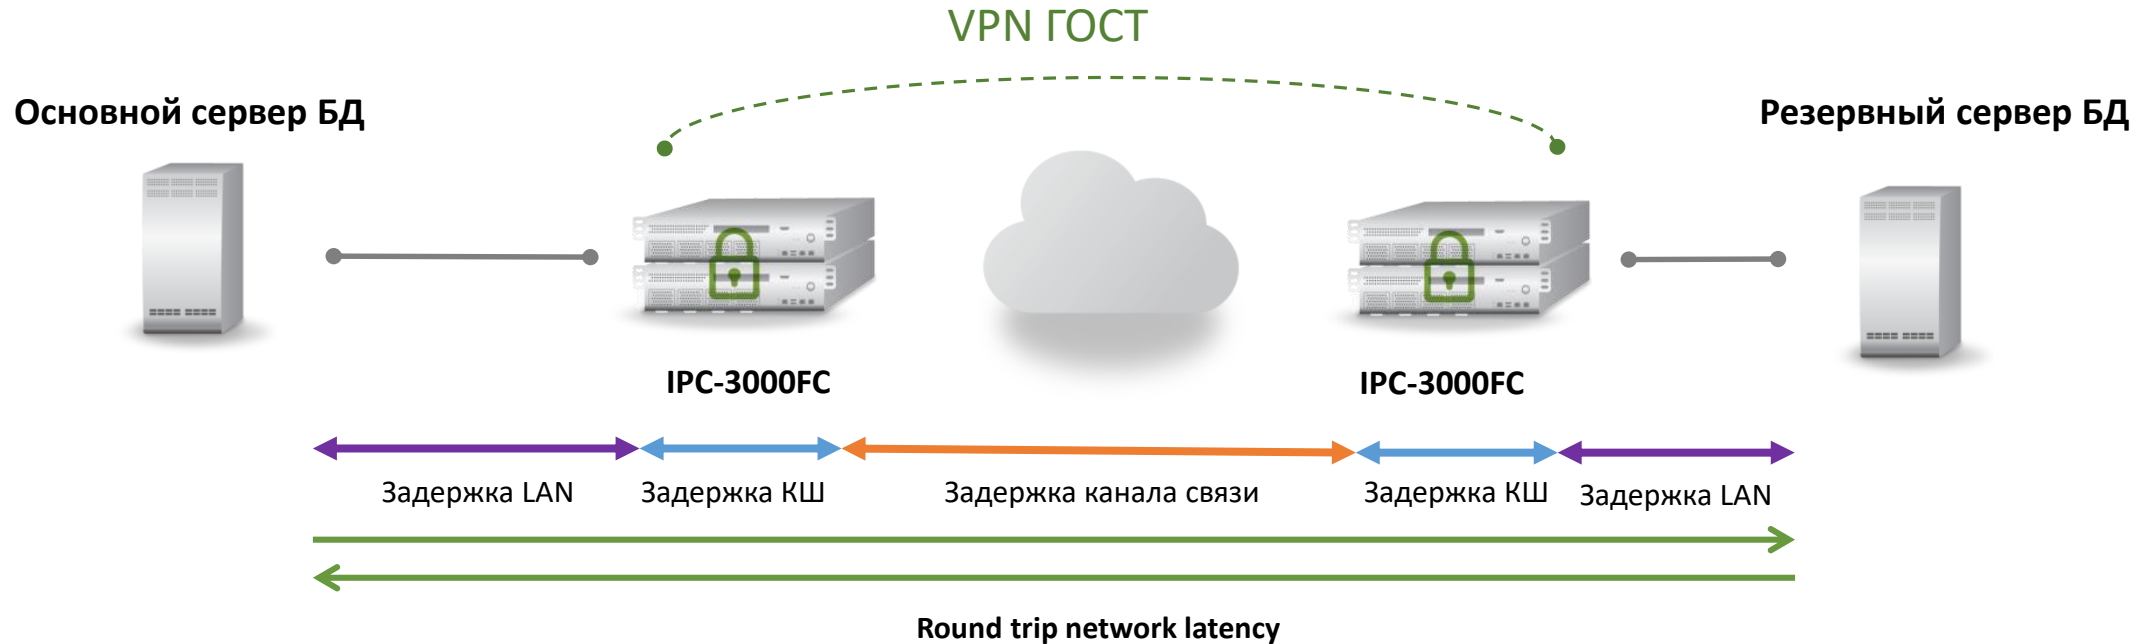 VPN ГОСТ
Основной сервер БД
Резервный сервер БД
IPC-3000FC
IPC-3000FC
Задержка LAN
Задержка КШ
Задержка канала связи
Задержка КШ
Задержка LAN
Round trip network latency